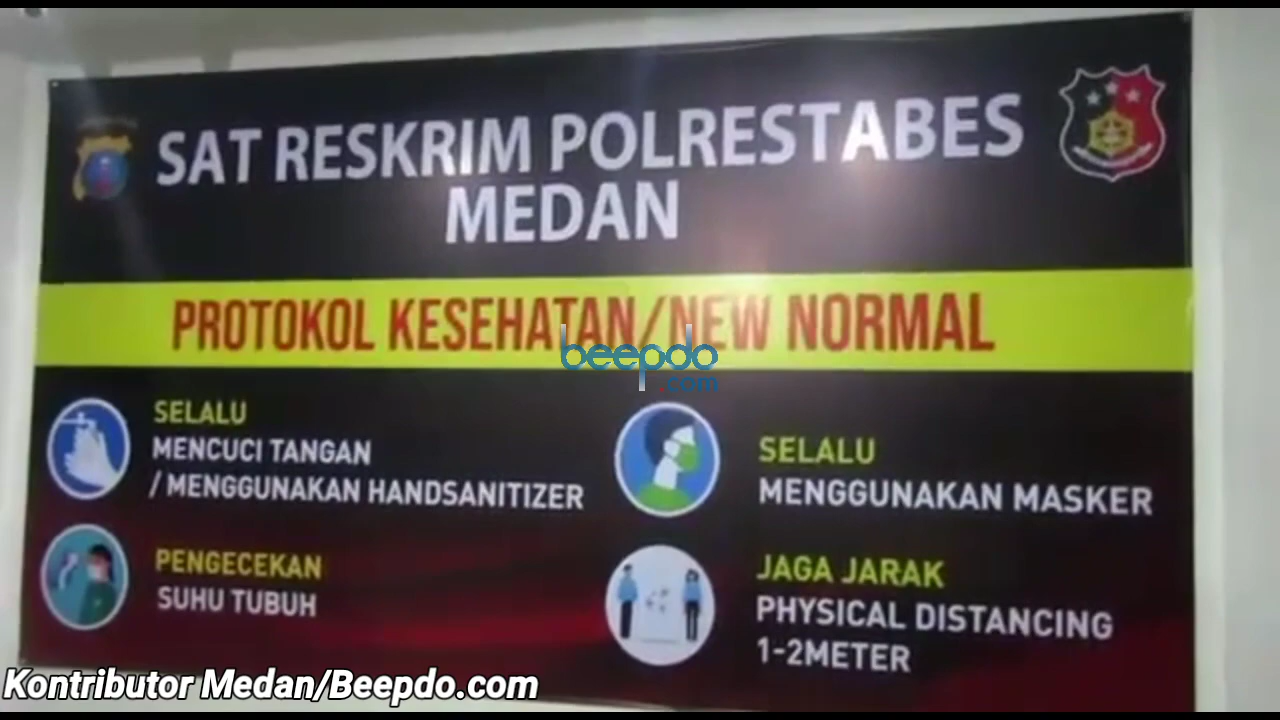 SAT RESKRIM POLRESTABES
MEDAN
PROTOKOL KESEHATAN/NEW NORMAL
beepdo
.com
SELALU
MENCUCI TANGAN
/ MENGGUNAKAN HANDSANITIZER
PENGECEKAN
SUHU TUBUH
SELALU
MENGGUNAKAN MASKER
JAGA JARAK
PHYSICAL DISTANCING
1-2METER
Kontributor Medan/Beepdo.com